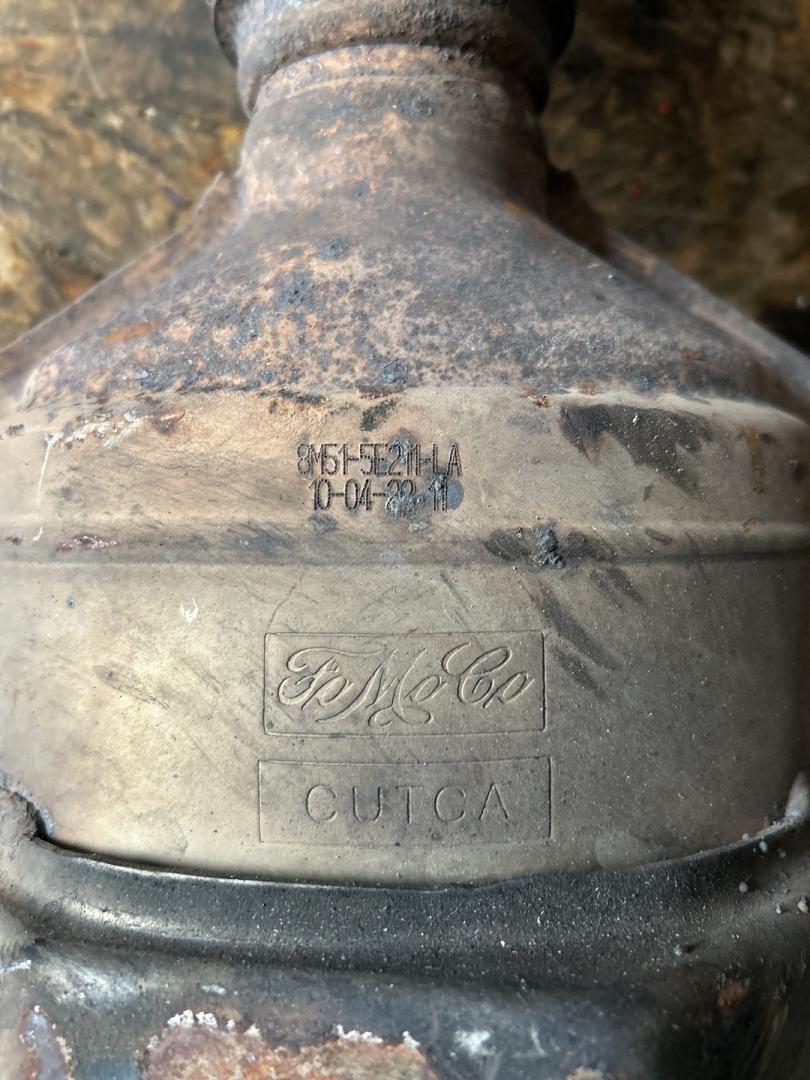 8M51-5E211-LA
10-04-22 11
FoMoCo
CUTCA